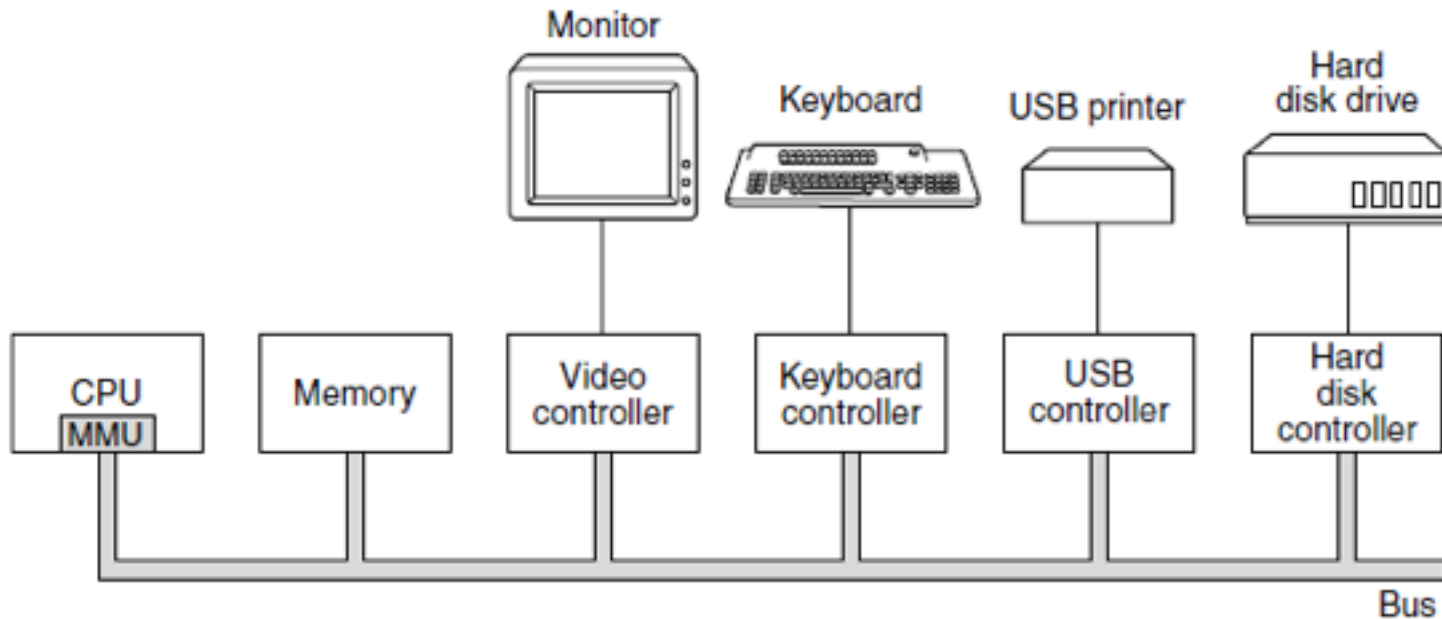 Monitor
Keyboard
USB printer
Hard
disk drive
CPU
MMU
Memory
Video
controller
Keyboard
controller
USB
controller
Hard
disk
controller
Bus